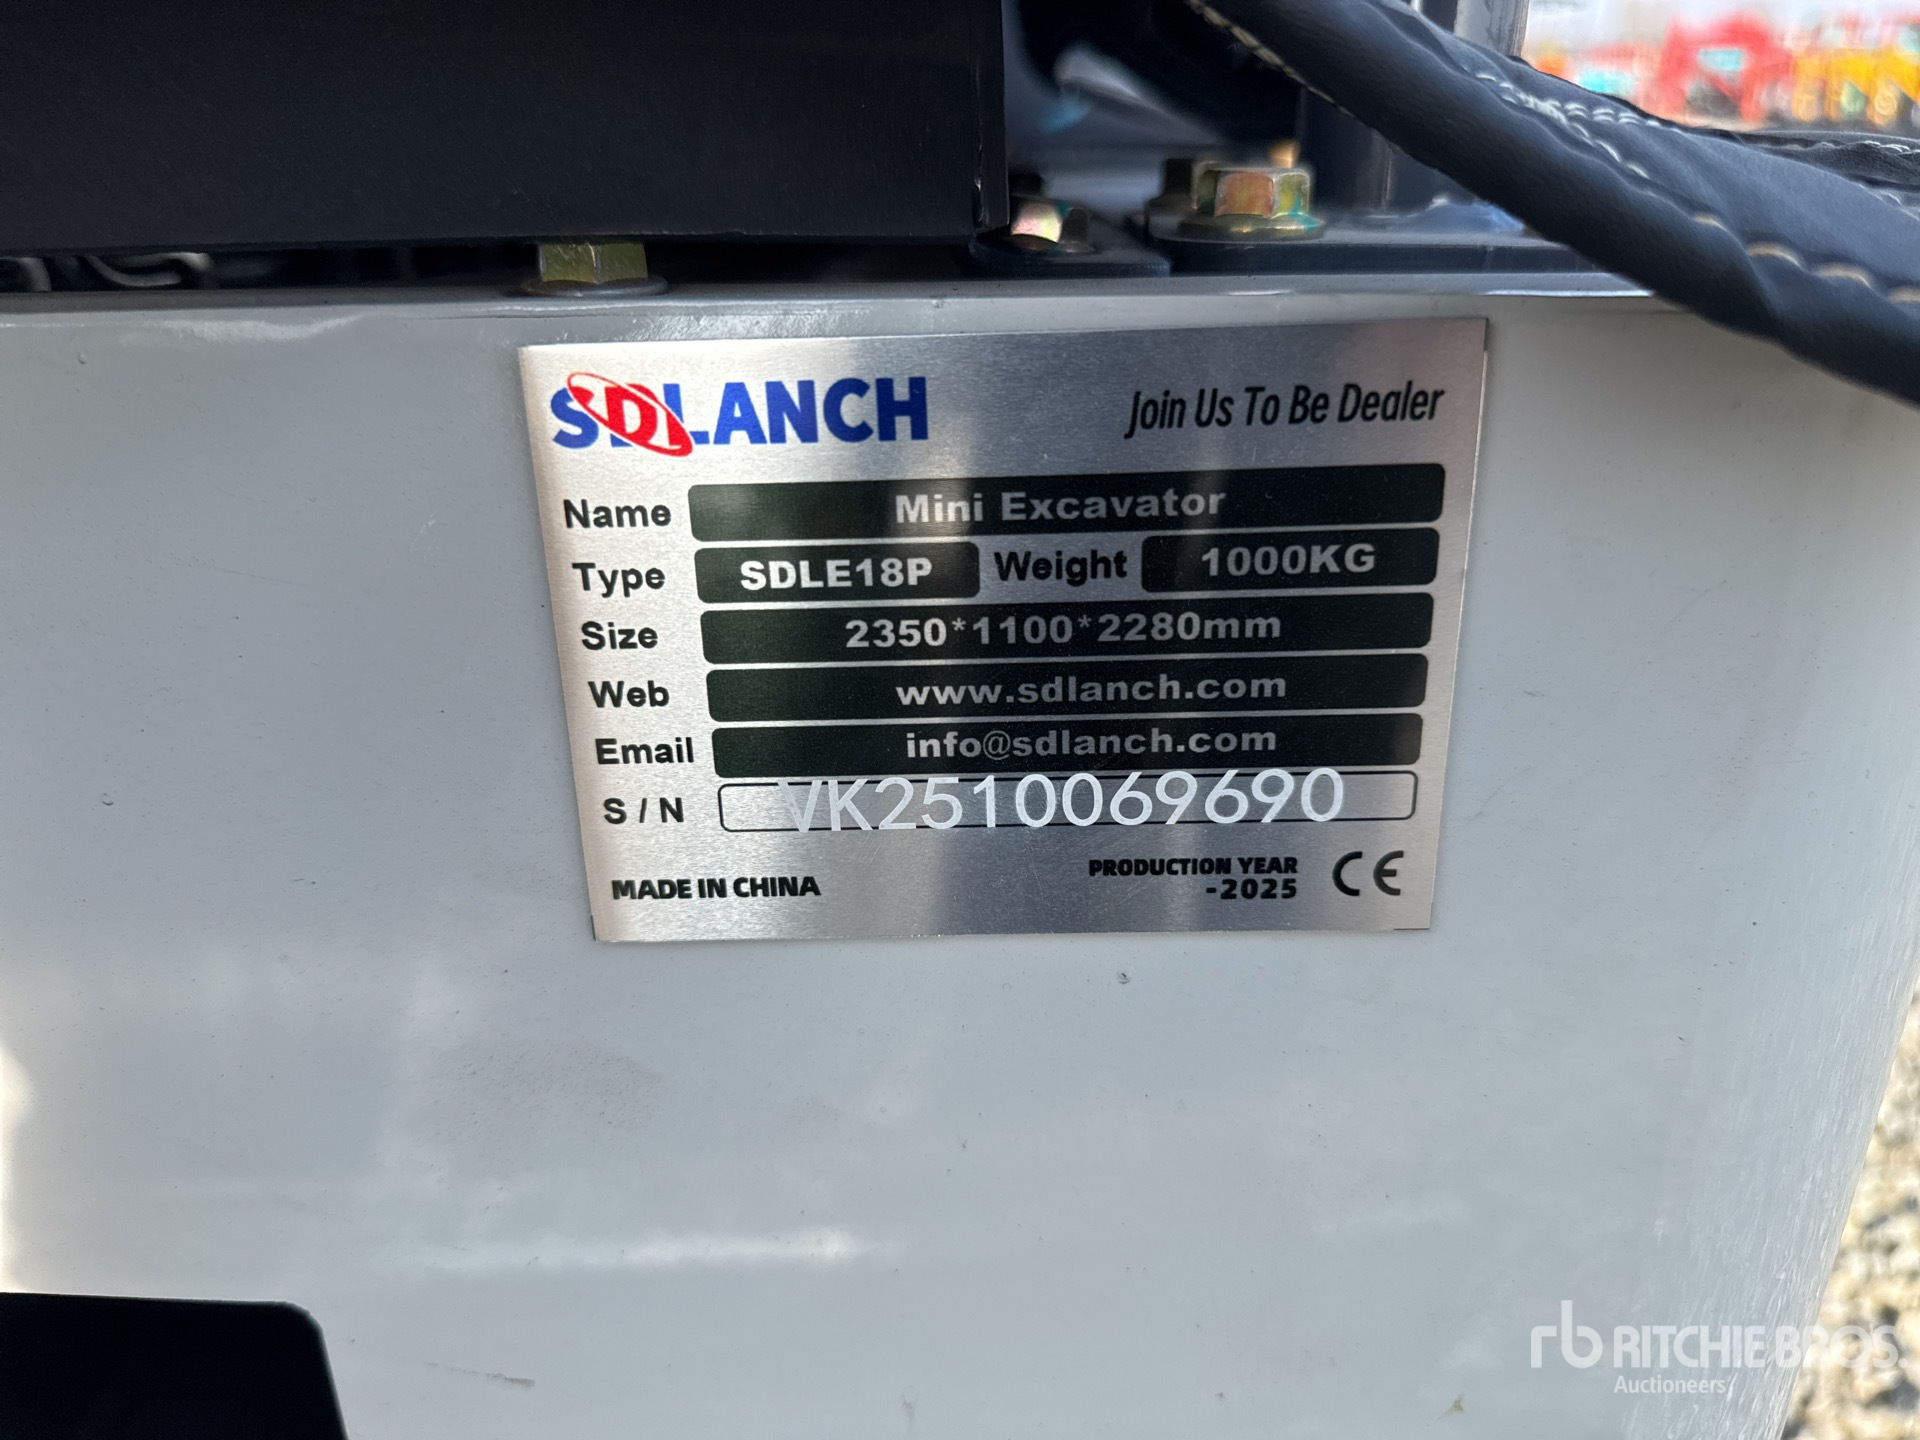 SDLANCH
Join Us To Be Dealer
Name Mini Excavator
Type SDLE18P Weight 1000KG
Size 2350*1100*2280mm
Web www.sdlanch.com
Email info@sdlanch.com
S / N VK2510069690
MADE IN CHINA
PRODUCTION YEAR
-2025
CE
rb RITCHIE BROS.
Auctioneers